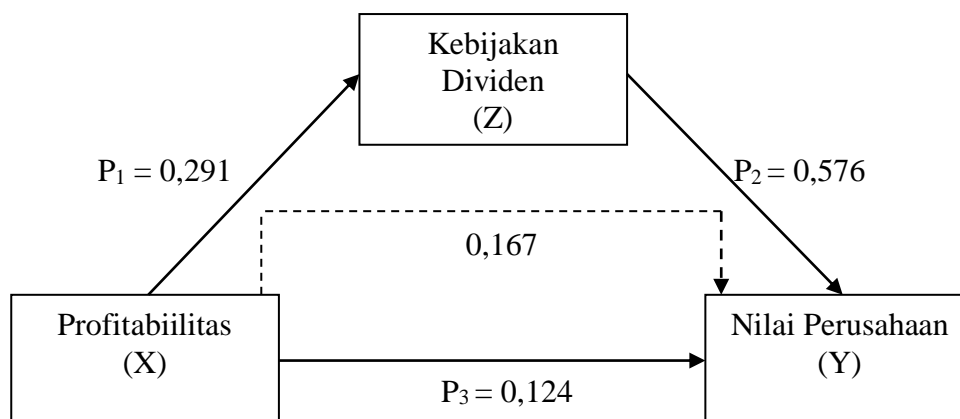 Kebijakan
Dividen
(Z)
P₁ = 0,291
P₂ = 0,576
0,167
Profitabiilitas
(X)
Nilai Perusahaan
(Y)
P₃ = 0,124